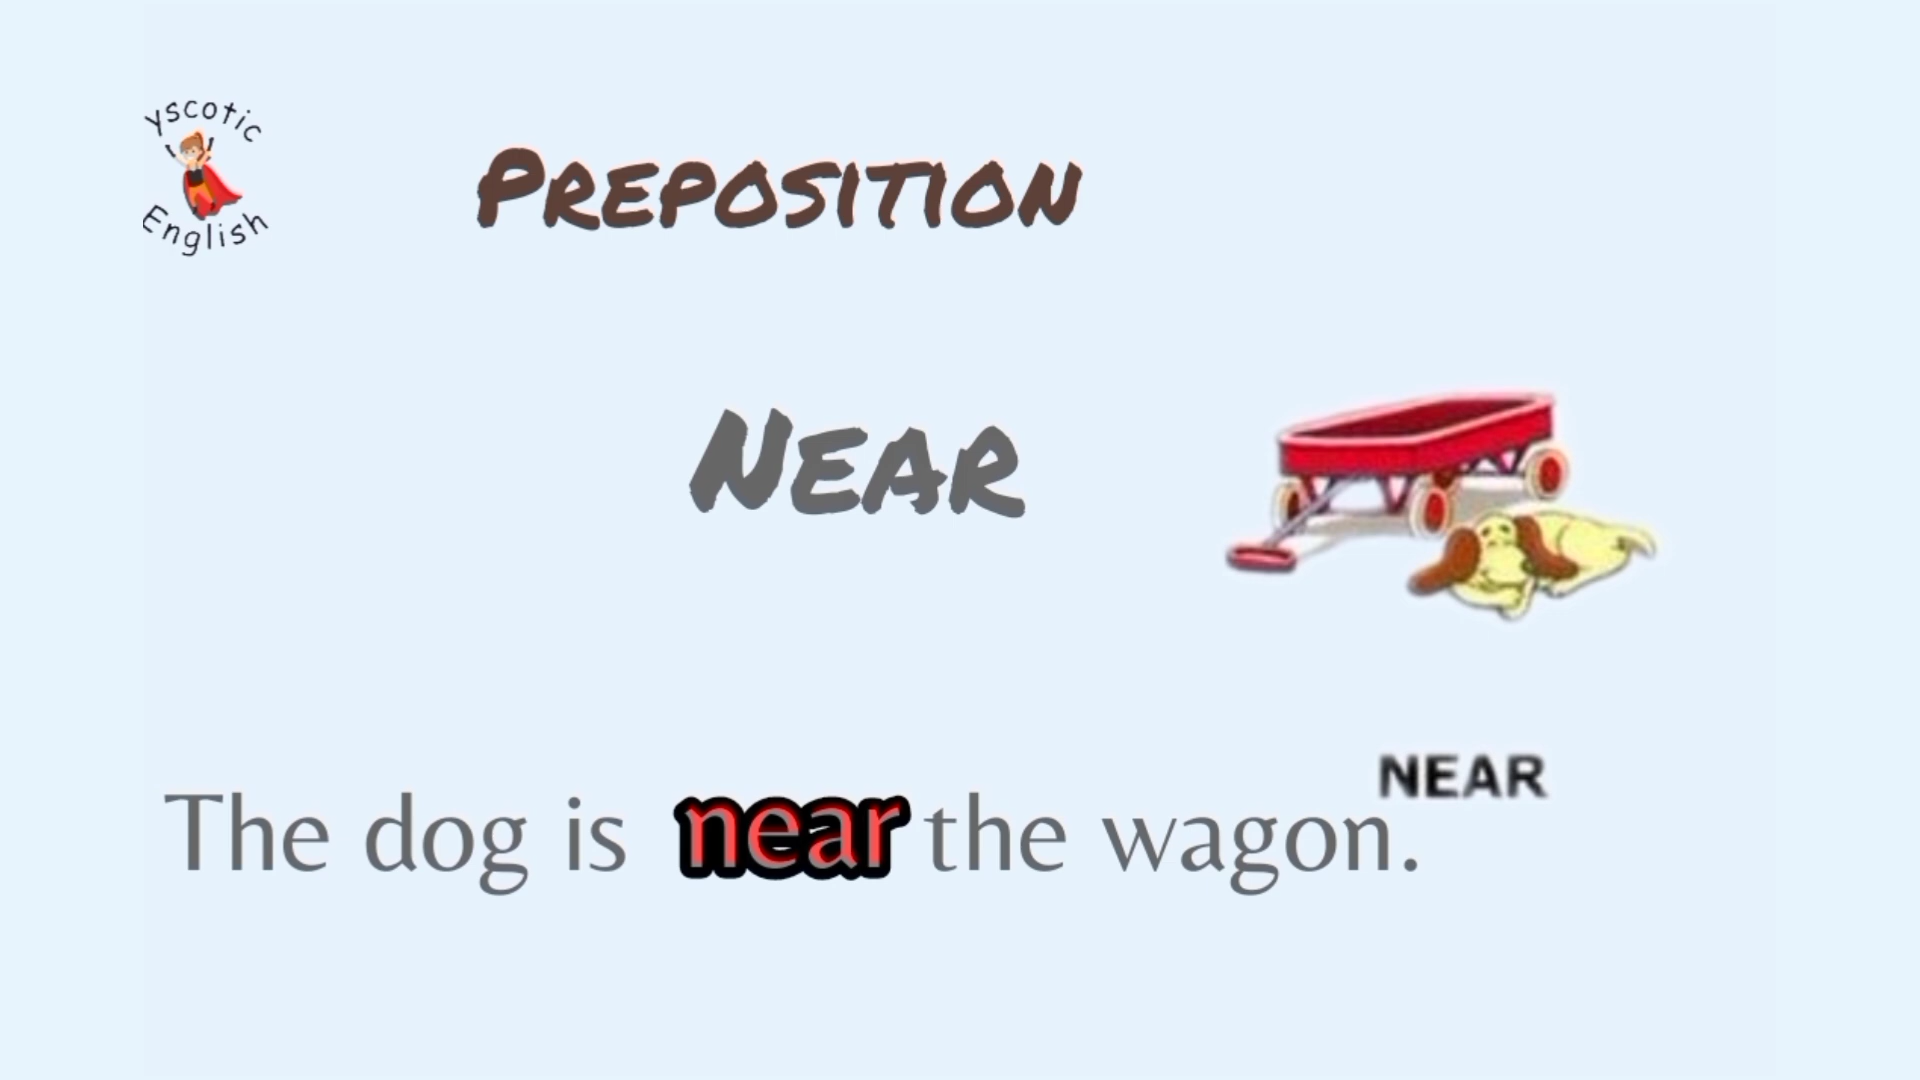 yscotic
English
Preposition
Near
NEAR
The dog is near the wagon.